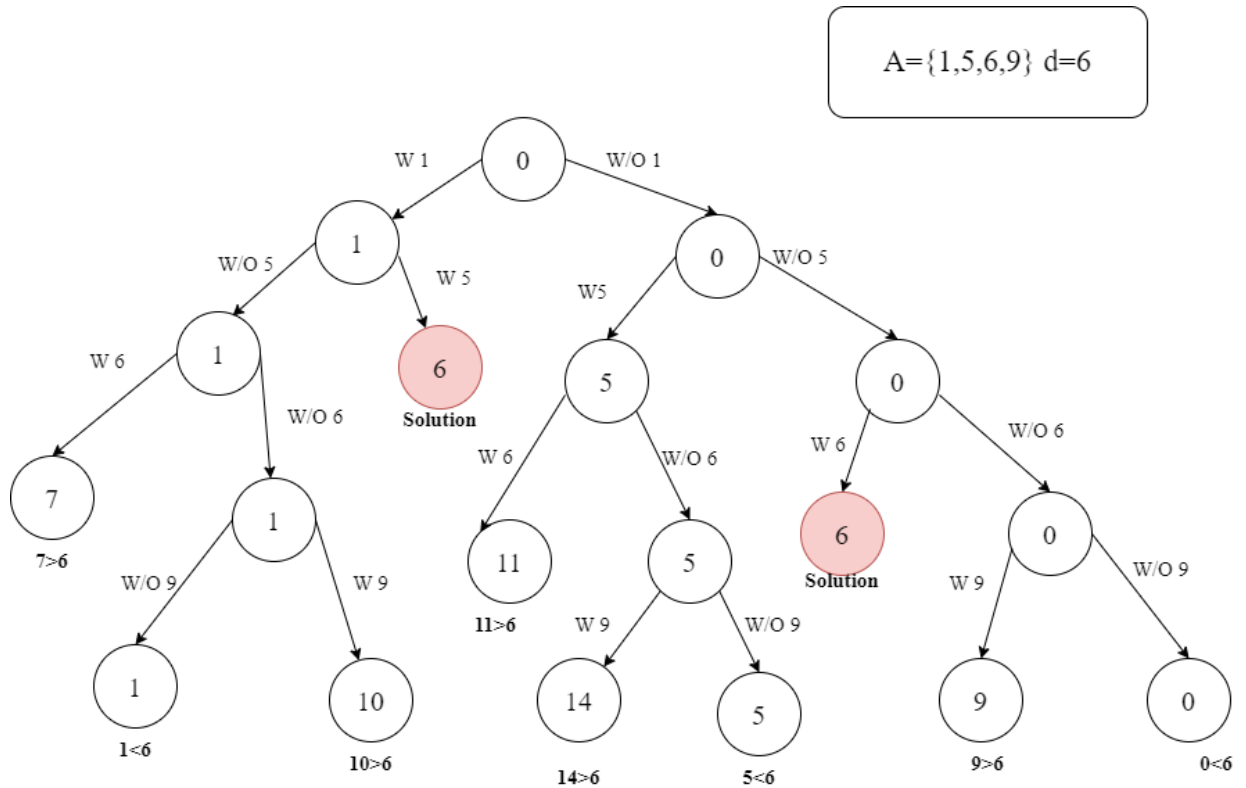 A={1,5,6,9} d=6
W 1
0
W/O 1
1
0
W/O 5
W 5
W5
W/O 5
1
6
Solution
5
0
W 6
W/O 6
W 6
W/O 6
W 6
W/O 6
7
7>6
1
11
11>6
5
6
Solution
0
W/O 9
W 9
W 9
W/O 9
W 9
W/O 9
1
1<6
10
10>6
14
14>6
5
5<6
9
9>6
0
0<6